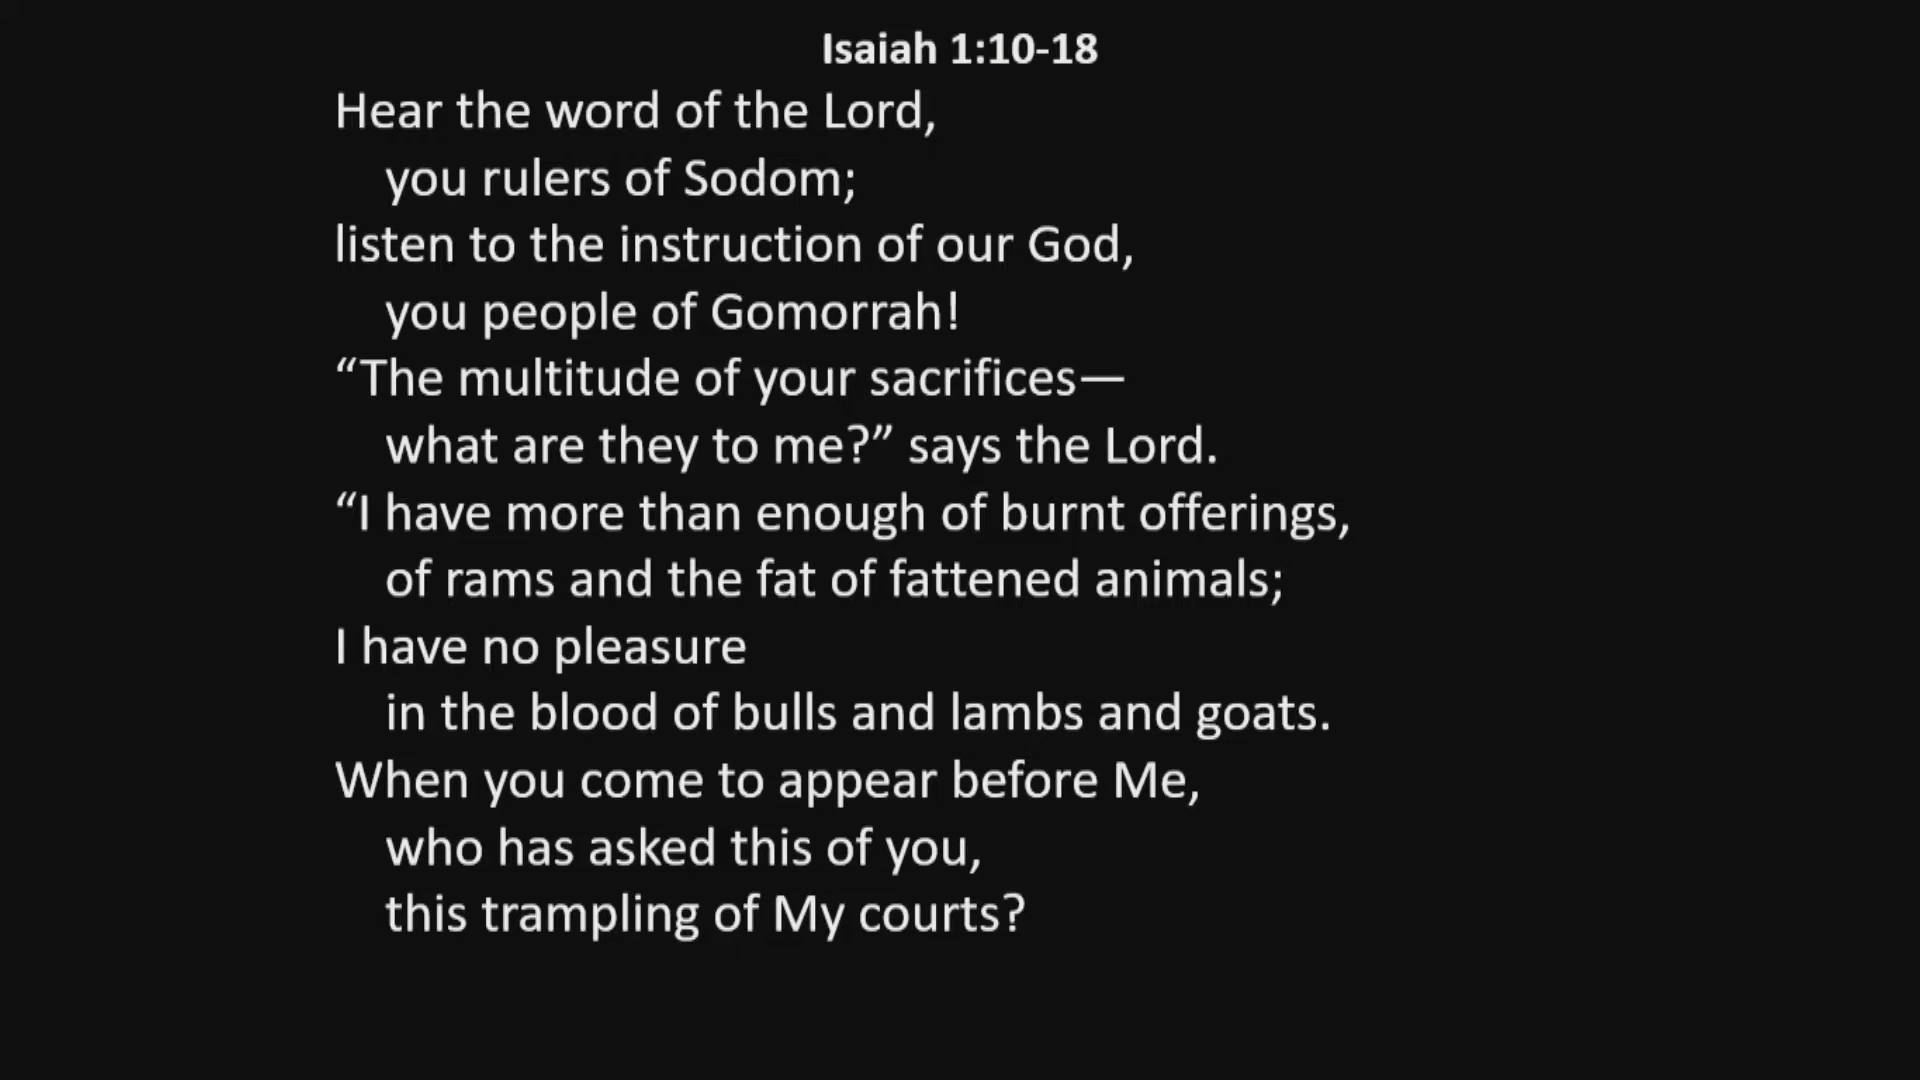 Isaiah 1:10-18
Hear the word of the Lord,
you rulers of Sodom;
listen to the instruction of our God,
you people of Gomorrah!
“The multitude of your sacrifices—
what are they to me?” says the Lord.
“I have more than enough of burnt offerings,
of rams and the fat of fattened animals;
I have no pleasure
in the blood of bulls and lambs and goats.
When you come to appear before Me,
who has asked this of you,
this trampling of My courts?